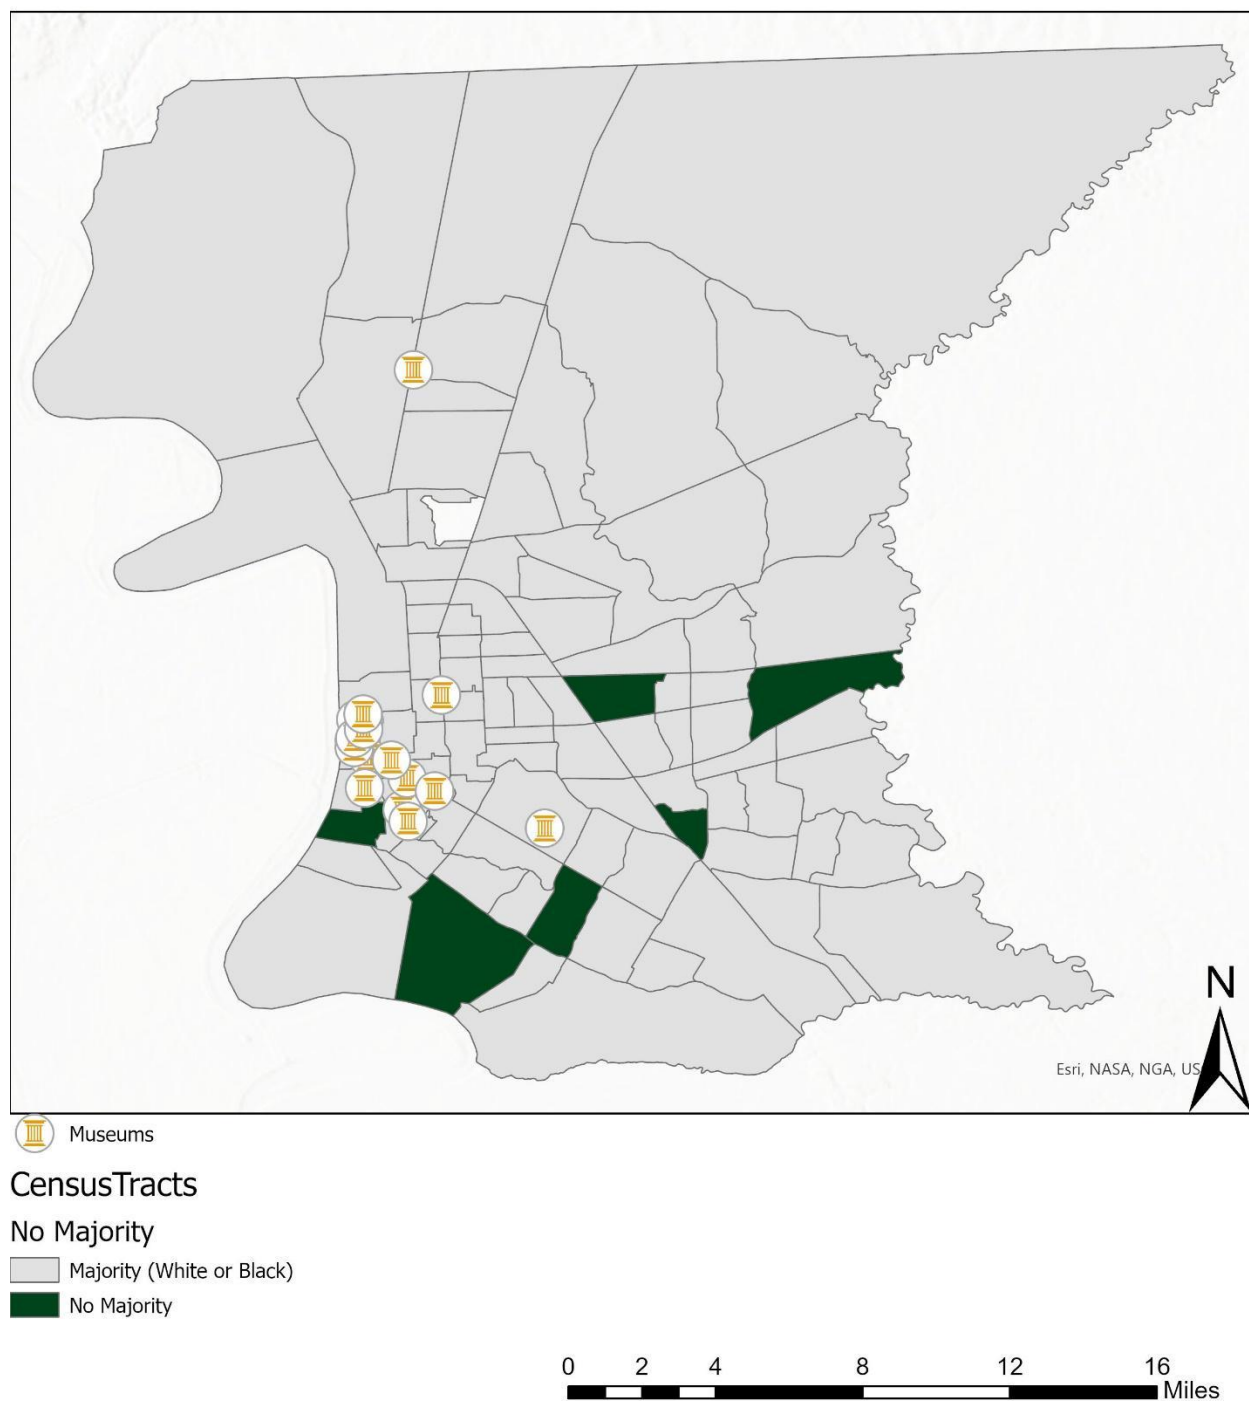 N
Esri, NASA, NGA, US
Museums
CensusTracts
No Majority
Majority (White or Black)
No Majority
0 2 4 8 12 16
Miles